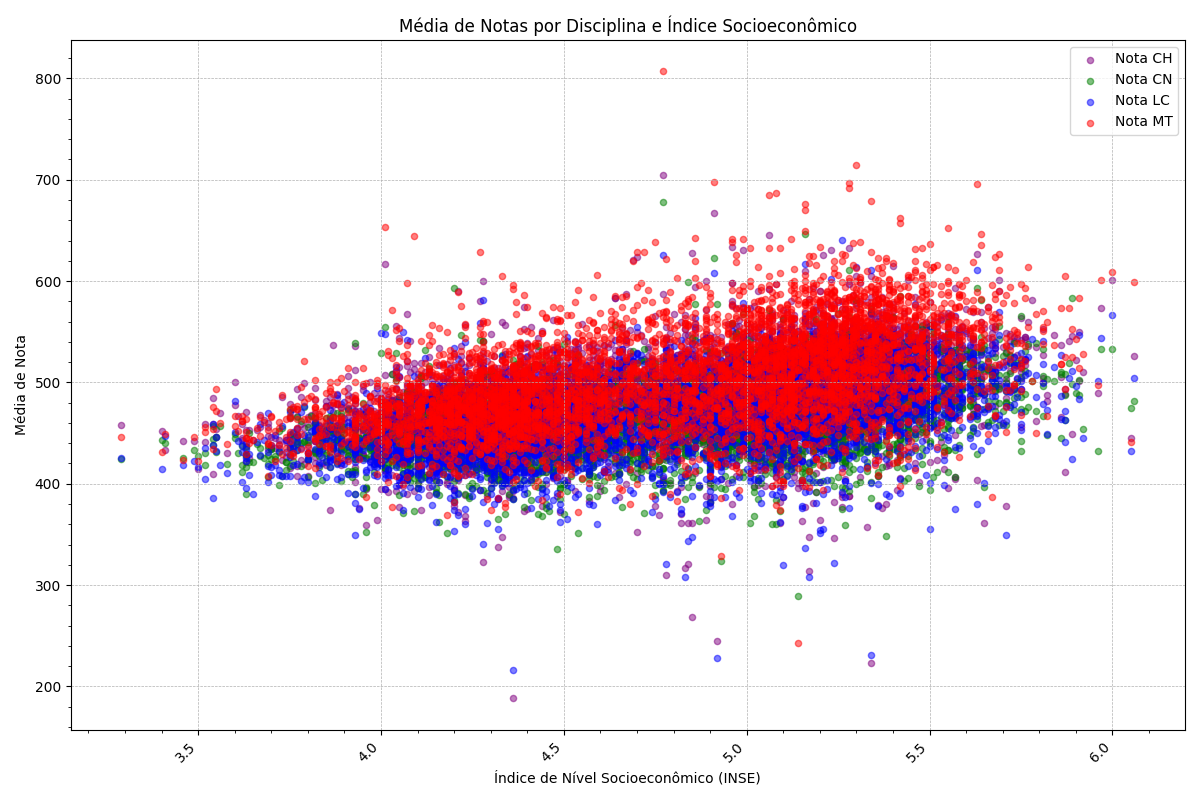 Média de Notas por Disciplina e Índice Socioeconômico
Nota CH
Nota CN
Nota LC
Nota MT
Média de Nota
800
700
600
500
400
300
200
3.5
4.0
4.5
5.0
5.5
6.0
Índice de Nível Socioeconômico (INSE)